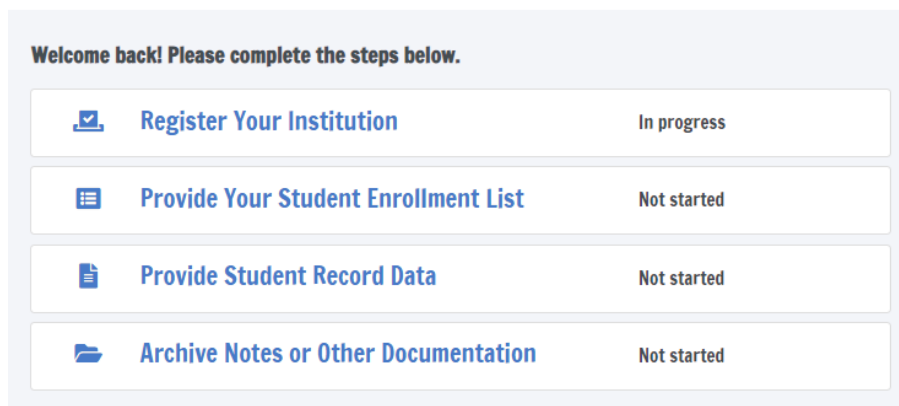 Welcome back! Please complete the steps below.
Register Your Institution In progress
Provide Your Student Enrollment List Not started
Provide Student Record Data Not started
Archive Notes or Other Documentation Not started